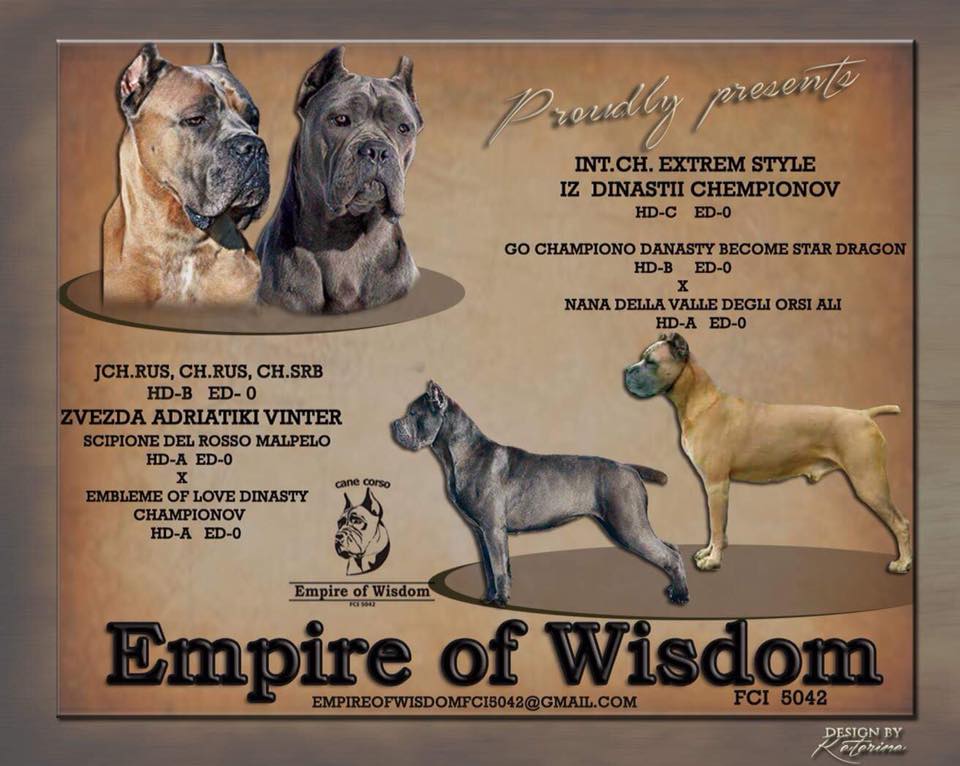 Proudly presents
INT.CH. EXTREM STYLE
IZ DINASTII CHEMPIONOV
HD-C ED-0
GO CHAMPIONO DANASTY BECOME STAR DRAGON
HD-B ED-0
X
NANA DELLA VALLE DEGLI ORSI ALI
HD-A ED-0
JCH.RUS, CH.RUS, CH.SRB
HD-B ED- 0
ZVEZDA ADRIATIKI VINTER
SCIPIONE DEL ROSSO MALPELO
HD-A ED-0
X
EMBLEME OF LOVE DINASTY
CHAMPIONOV
HD-A ED-0
cane corso
Empire of Wisdom
FCI 5042
Empire of Wisdom
EMPIREOFWISDOMFCI5042@GMAIL.COM
FCI 5042
DESIGN BY
Katerina